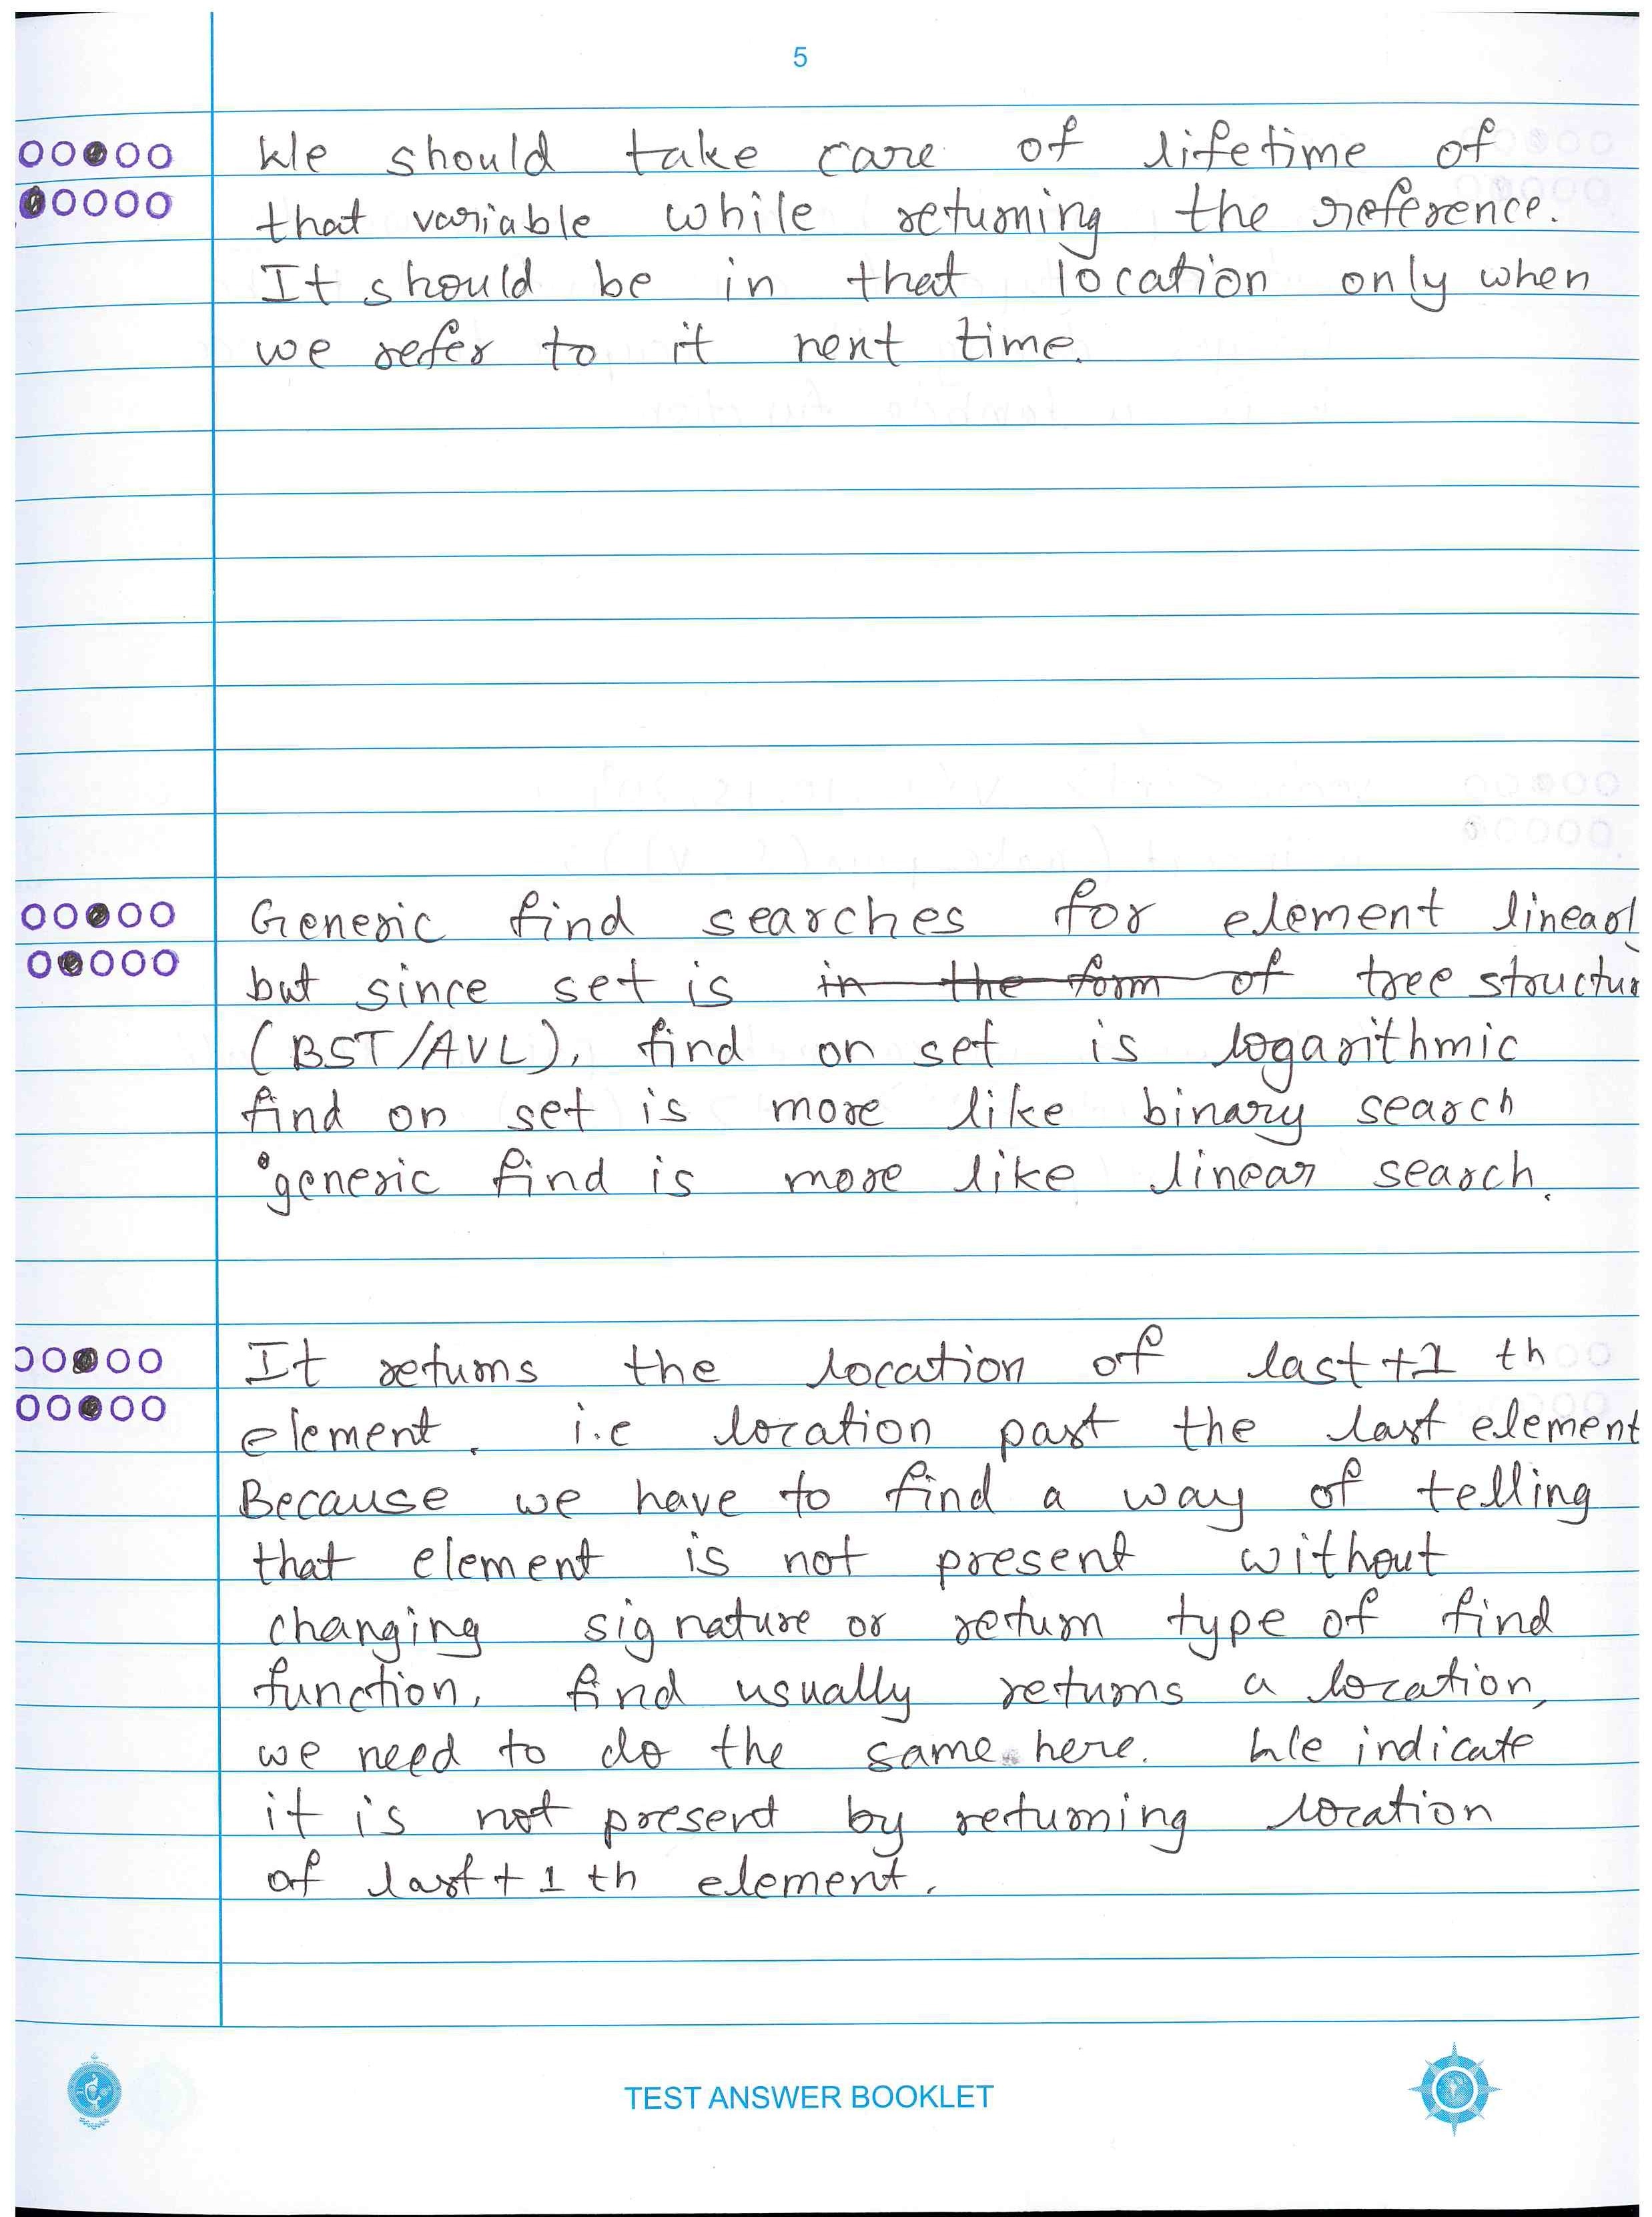 5
We should take care of lifetime of
that variable while returning the reference.
It should be in that location only when
we refer to it next time.
Generic find searches for element linearl
but since set is in the form of tree structur
(BST/AVL), find on set is logarithmic
find on set is more like binary search
generic find is more like linear search.
It returns the location of last+1 th
element. i.e location past the last element
Because we have to find a way of telling
that element is not present without
changing signature or return type of find
function. find usually returns a location,
we need to do the same here. We indicate
it is not present by returning location
of last+1 th element.
TEST ANSWER BOOKLET